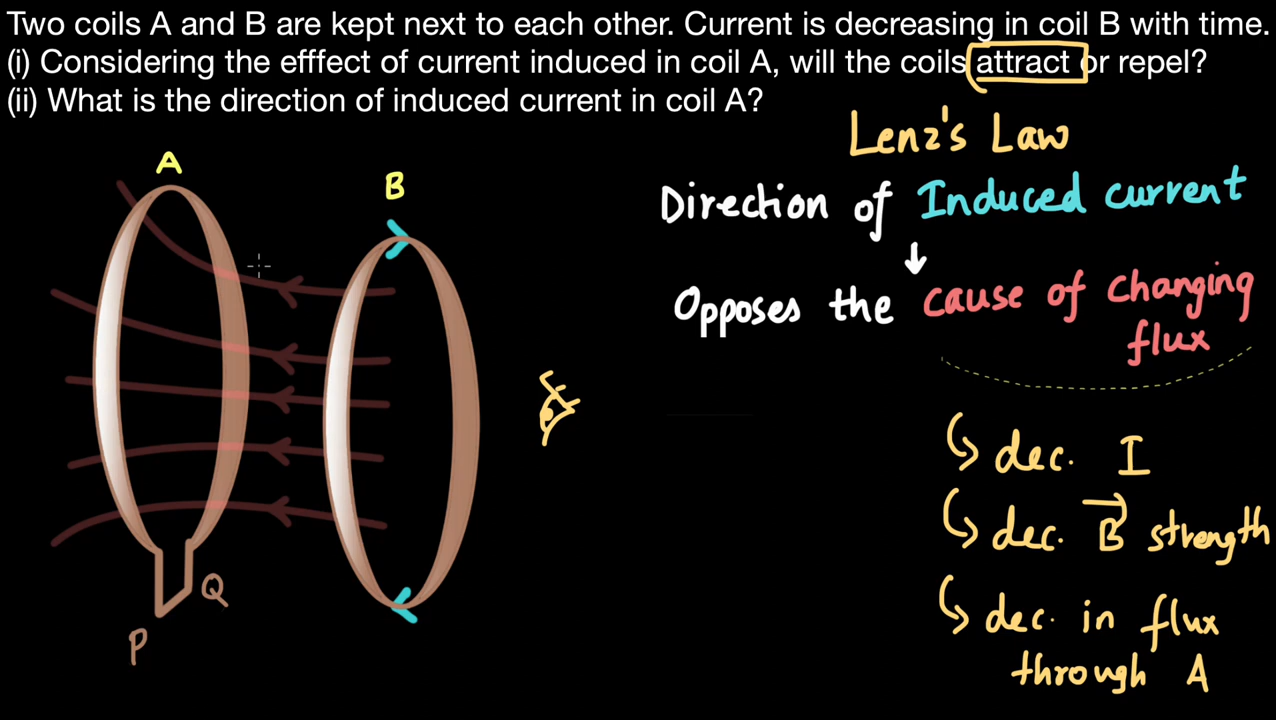 Two coils A and B are kept next to each other. Current is decreasing in coil B with time.
(i) Considering the efffect of current induced in coil A, will the coils attract or repel?
(ii) What is the direction of induced current in coil A?
Lenz's Law
A
B
Direction of Induced current
Opposes the cause of changing
flux
dec. I
dec. B strength
Q
dec. in flux
P
through A